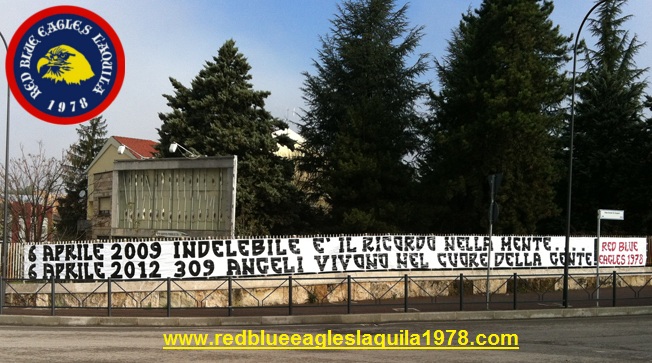 RED BLUE EAGLES L'AQUILA
1978
6 APRILE 2009 INDELEBILE E' IL RICORDO NELLA MENTE.....
6 APRILE 2012 309 ANGELI VIVONO NEL CUORE DELLA GENTE
RED BLUE
EAGLES 1978
www.redblueeagleslaquila1978.com